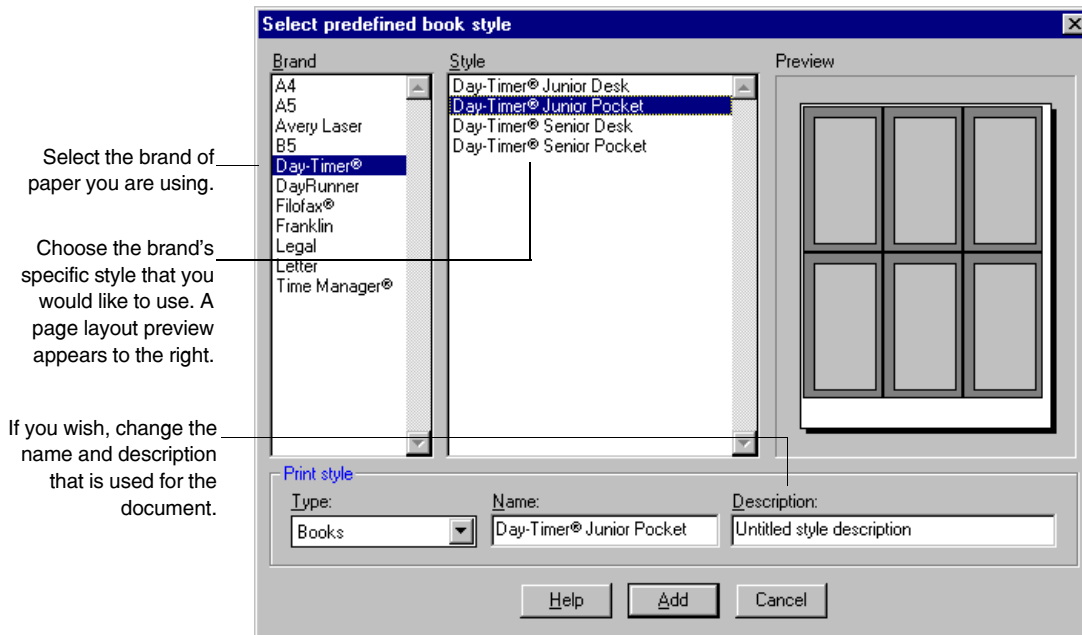 Select predefined book style
Brand
A4
A5
Avery Laser
B5
Day-Timer®
DayRunner
Filofax®
Franklin
Legal
Letter
Time Manager®
Style
Day-Timer® Junior Desk
Day-Timer® Junior Pocket
Day-Timer® Senior Desk
Day-Timer® Senior Pocket
Preview
Select the brand of
paper you are using.
Choose the brand’s
specific style that you
would like to use. A
page layout preview
appears to the right.
If you wish, change the
name and description
that is used for the
document.
Print style
Type:
Books
Name:
Day-Timer® Junior Pocket
Description:
Untitled style description
Help
Add
Cancel